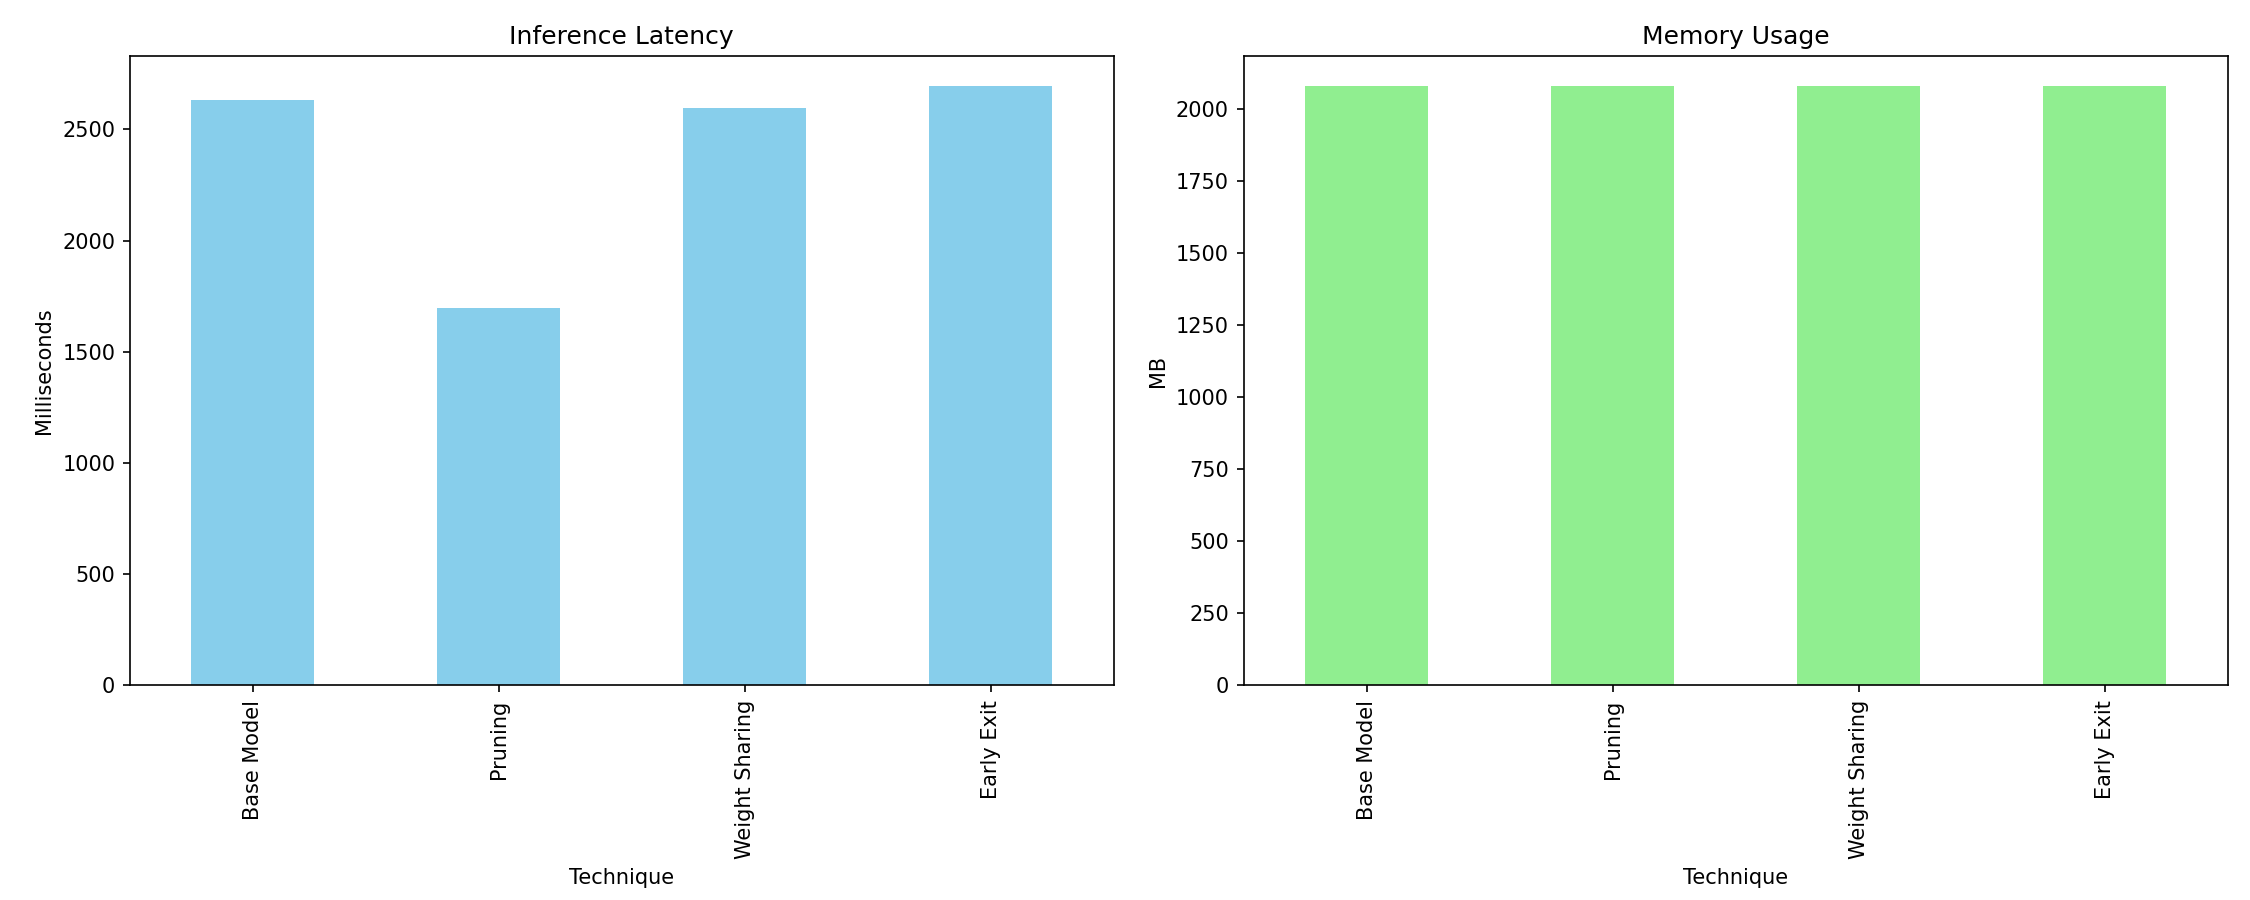 Inference Latency
Milliseconds
2500
2000
1500
1000
500
0
Base Model
Pruning
Weight Sharing
Early Exit
Technique
Memory Usage
MB
2000
1750
1500
1250
1000
750
500
250
0
Base Model
Pruning
Weight Sharing
Early Exit
Technique